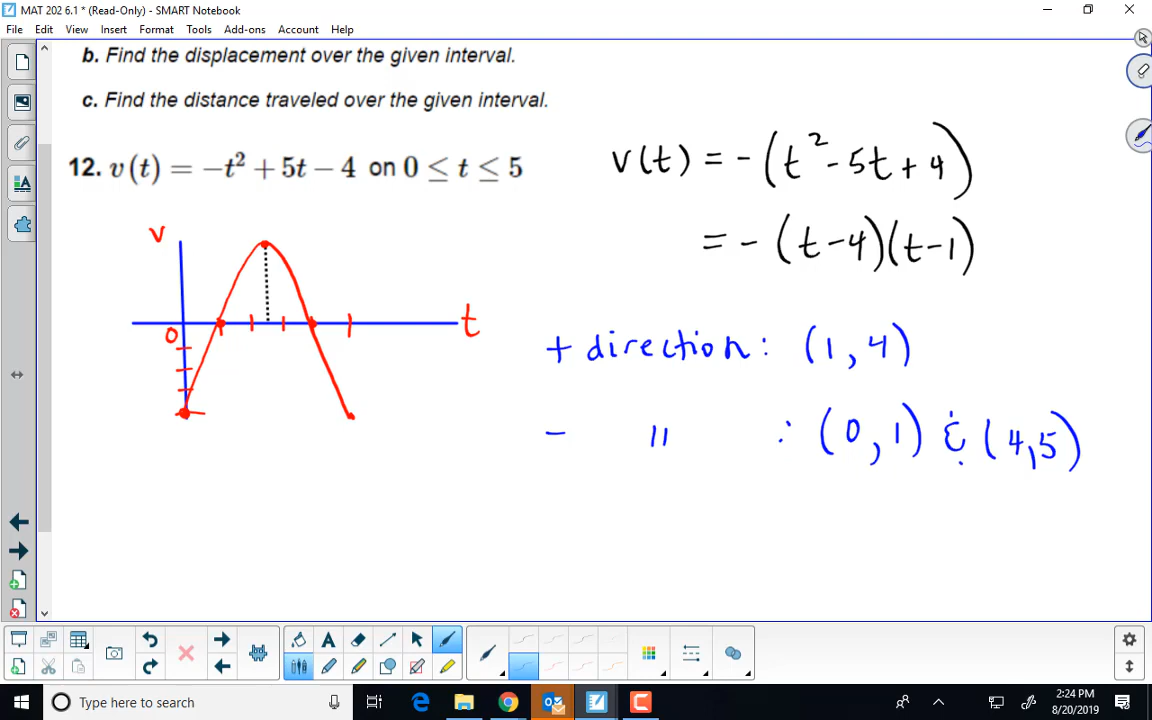 MAT 202 6.1 * (Read-Only) - SMART Notebook
File Edit View Insert Format Tools Add-ons Account Help
b. Find the displacement over the given interval.
c. Find the distance traveled over the given interval.
12. v(t) = −t² + 5t − 4 on 0 ≤ t ≤ 5
v(t) = -(t² - 5t + 4)
= -(t-4)(t-1)
v
0
t
+ direction: (1, 4)
- " : (0, 1) & (4,5)
Type here to search
2:24 PM
8/20/2019